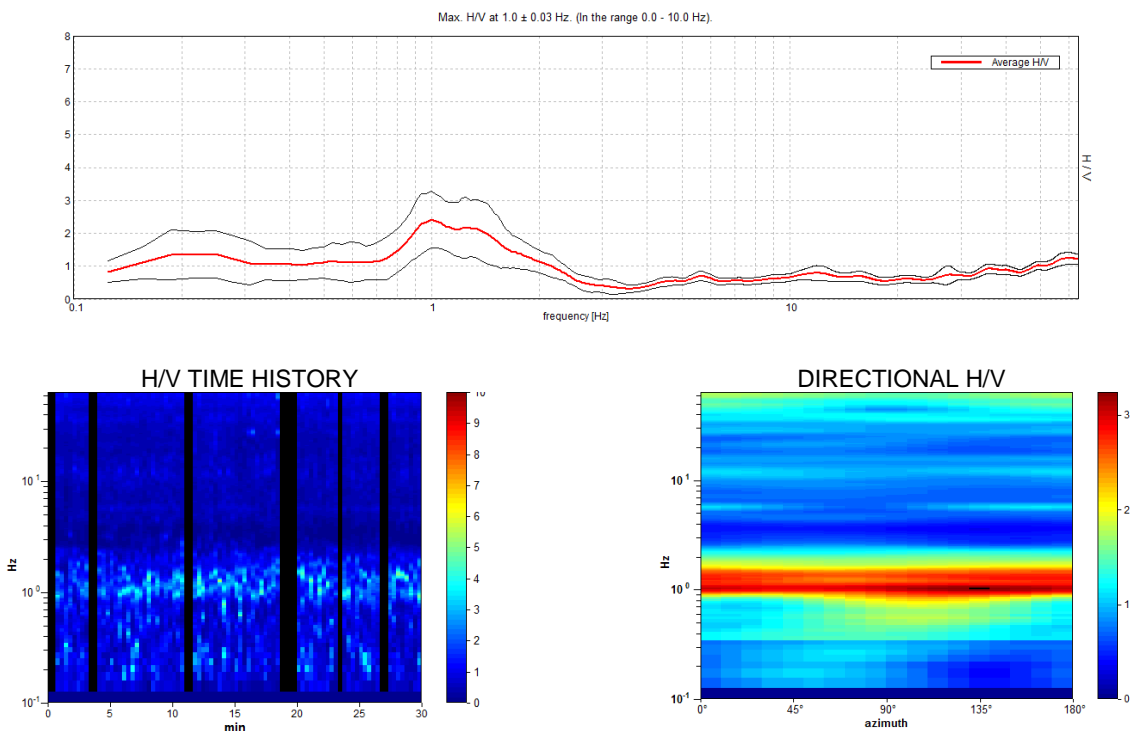 Max. H/V at 1.0 ± 0.03 Hz. (In the range 0.0 - 10.0 Hz).
8
7
6
5
4
3
2
1
0
Average H/V
H / V
0.1 1 10
frequency [Hz]
H/V TIME HISTORY
10¹
10⁰
10⁻¹
Hz
0 5 10 15 20 25 30
min
10
9
8
7
6
5
4
3
2
1
0
DIRECTIONAL H/V
10¹
10⁰
10⁻¹
Hz
0° 45° 90° 135° 180°
azimuth
3
2
1
0